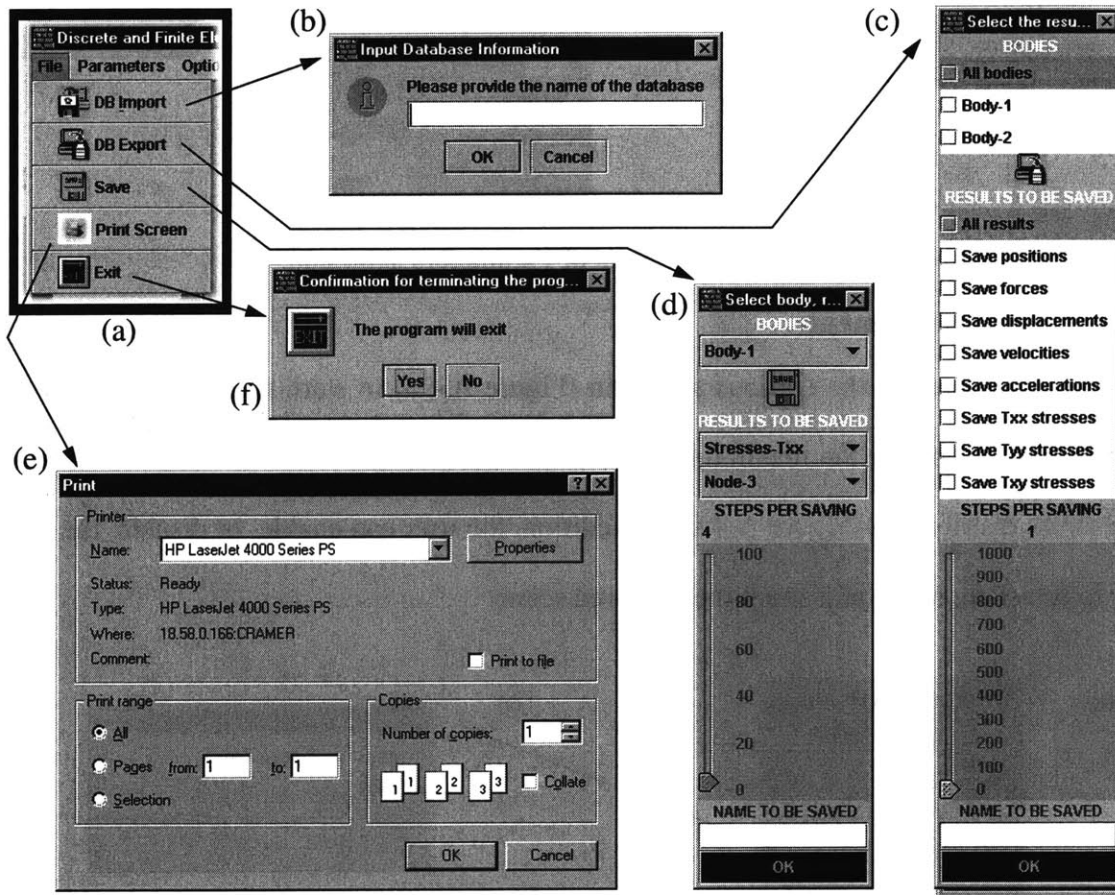 (a)
Discrete and Finite El
File Parameters Optio
DB Import
DB Export
Save
Print Screen
Exit
(b)
Input Database Information
Please provide the name of the database
OK Cancel
(c)
Select the resu...
BODIES
All bodies
Body-1
Body-2
RESULTS TO BE SAVED
All results
Save positions
Save forces
Save displacements
Save velocities
Save accelerations
Save Txx stresses
Save Tyy stresses
Save Txy stresses
STEPS PER SAVING
1
1000
900
800
700
600
500
400
300
200
100
0
NAME TO BE SAVED
OK
(d)
Select body, r...
BODIES
Body-1
SAVE
RESULTS TO BE SAVED
Stresses-Txx
Node-3
STEPS PER SAVING
4
100
80
60
40
20
0
NAME TO BE SAVED
OK
(f)
Confirmation for terminating the prog...
EXIT
The program will exit
Yes No
(e)
Print
Printer
Name: HP LaserJet 4000 Series PS Properties
Status: Ready
Type: HP LaserJet 4000 Series PS
Where: 18.58.0.166:CRAMER
Comment:
Print to file
Print range
All
Pages from: 1 to: 1
Selection
Copies
Number of copies: 1
1 1 2 2 3 3 Collate
OK Cancel